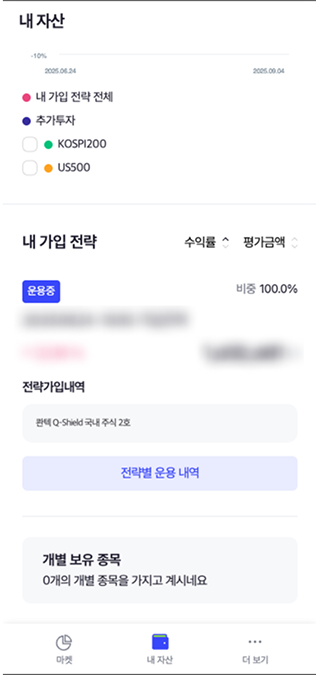 내 자산
-10%
2025.06.24 2025.09.04
내 가입 전략 전체
추가투자
KOSPI200
US500
내 가입 전략 수익률 평가금액
운용중 비중 100.0%
전략가입내역
콴텍 Q-Shield 국내 주식 2호
전략별 운용 내역
개별 보유 종목
0개의 개별 종목을 가지고 계시네요
마켓 내 자산 더 보기